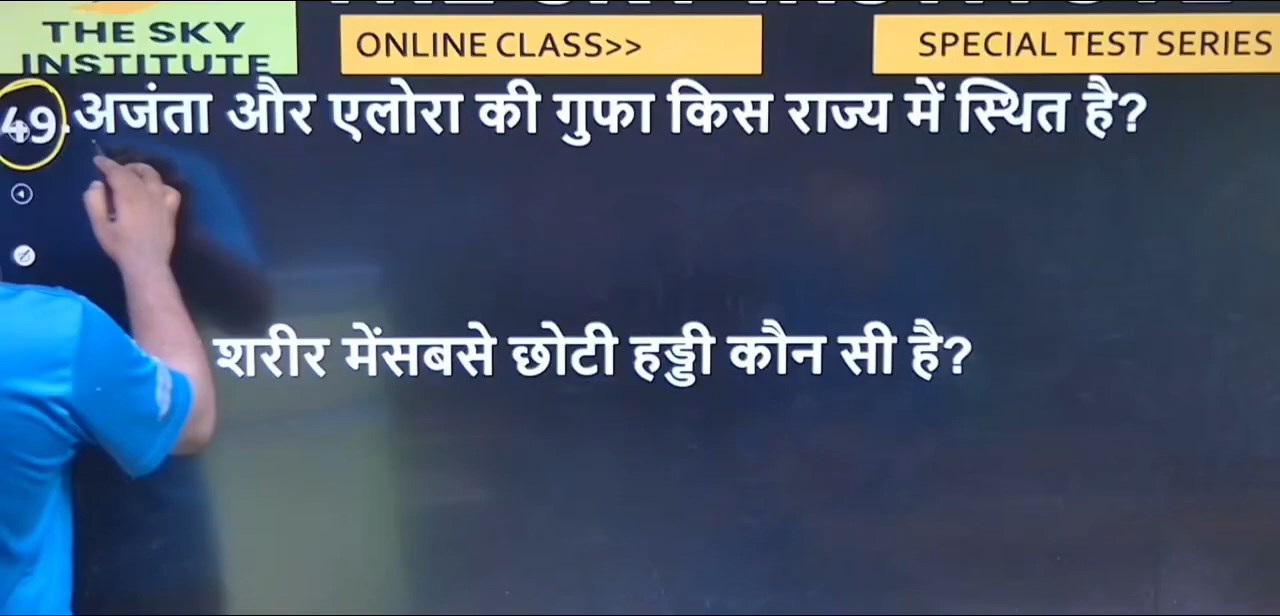 THE SKY
INSTITUTE
ONLINE CLASS>>
SPECIAL TEST SERIES
49. अजंता और एलोरा की गुफा किस राज्य में स्थित है?
शरीर मेंसबसे छोटी हड्डी कौन सी है?